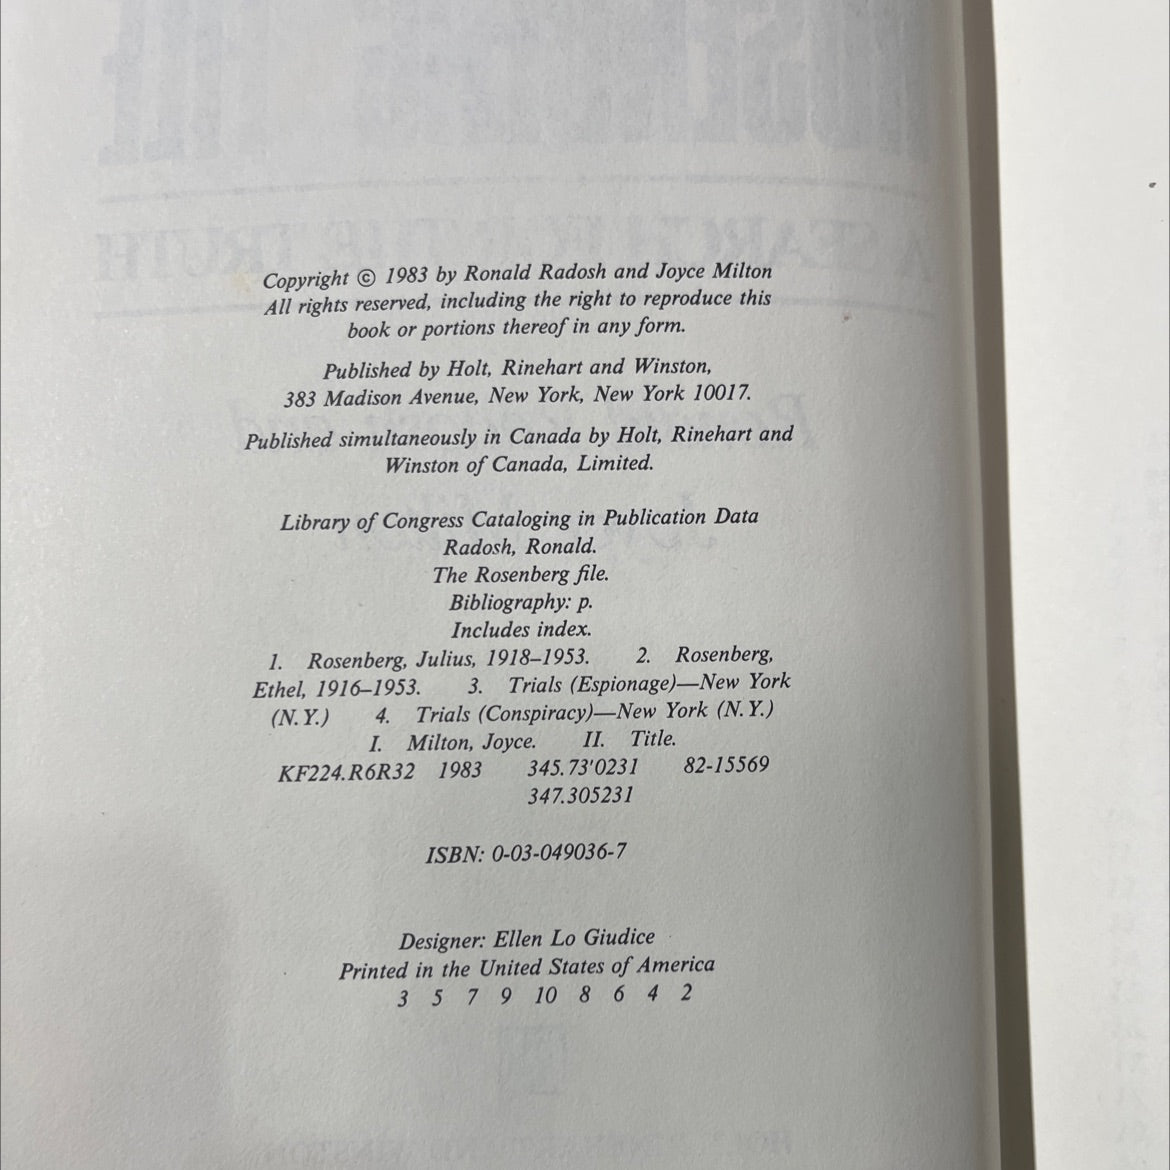 Copyright © 1983 by Ronald Radosh and Joyce Milton
All rights reserved, including the right to reproduce this
book or portions thereof in any form.
Published by Holt, Rinehart and Winston,
383 Madison Avenue, New York, New York 10017.
Published simultaneously in Canada by Holt, Rinehart and
Winston of Canada, Limited.
Library of Congress Cataloging in Publication Data
Radosh, Ronald.
The Rosenberg file.
Bibliography: p.
Includes index.
1. Rosenberg, Julius, 1918–1953. 2. Rosenberg,
Ethel, 1916–1953. 3. Trials (Espionage)—New York
(N.Y.) 4. Trials (Conspiracy)—New York (N.Y.)
I. Milton, Joyce. II. Title.
KF224.R6R32 1983 345.73'0231 82-15569
347.305231
ISBN: 0-03-049036-7
Designer: Ellen Lo Giudice
Printed in the United States of America
3 5 7 9 10 8 6 4 2